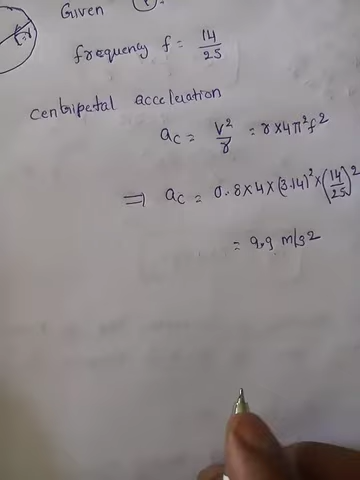 Given
frequency f = 14/25
centripetal acceleration
ac = v²/r = r×4π²f²
⇒ ac = 0.8×4×(3.14)²×(14/25)²
= 9.9 m/s2